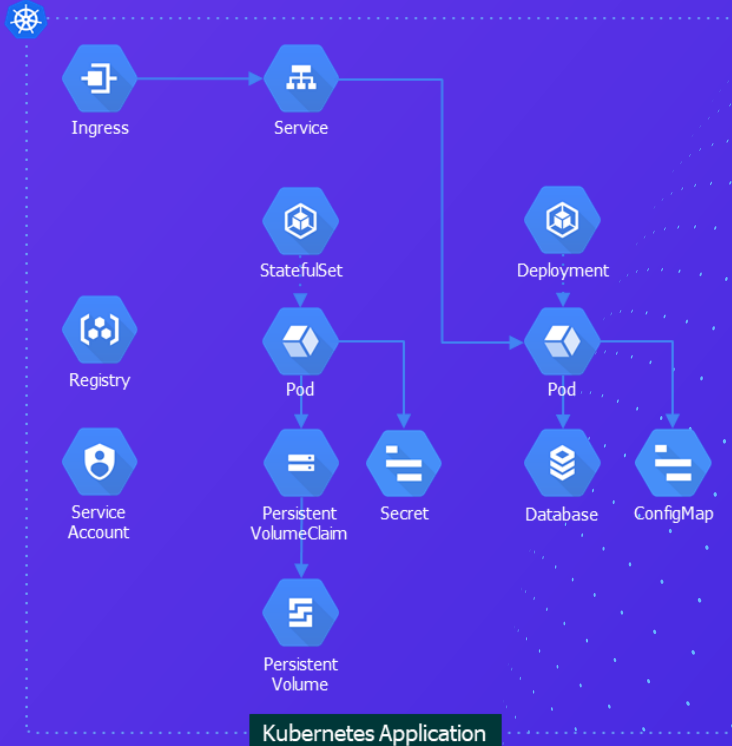 Ingress
Service
StatefulSet
Deployment
Registry
Pod
Pod
Service
Account
Persistent
VolumeClaim
Secret
Database
ConfigMap
Persistent
Volume
Kubernetes Application